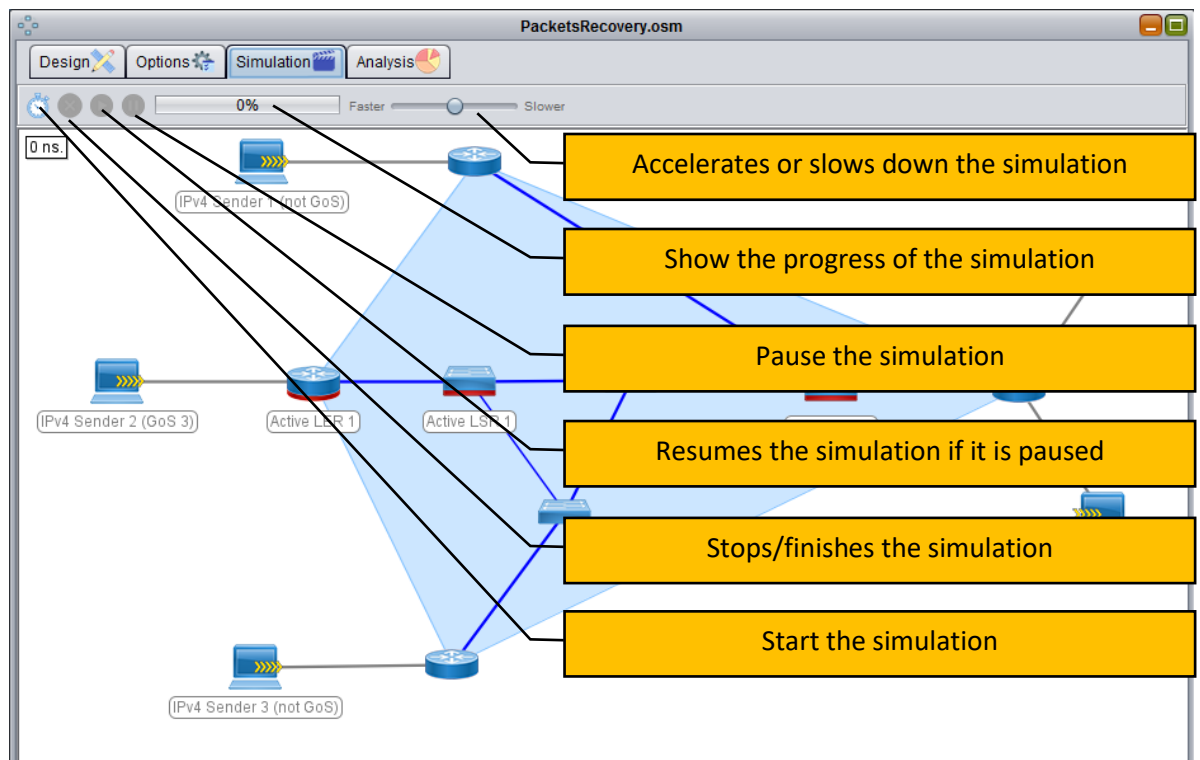 PacketsRecovery.osm
Design Options Simulation Analysis
0% Faster Slower
0 ns.
Accelerates or slows down the simulation
IPv4 Sender 1 (not GoS)
Show the progress of the simulation
Pause the simulation
IPv4 Sender 2 (GoS 3) Active LER 1 Active LSR 1
Resumes the simulation if it is paused
Stops/finishes the simulation
Start the simulation
IPv4 Sender 3 (not GoS)